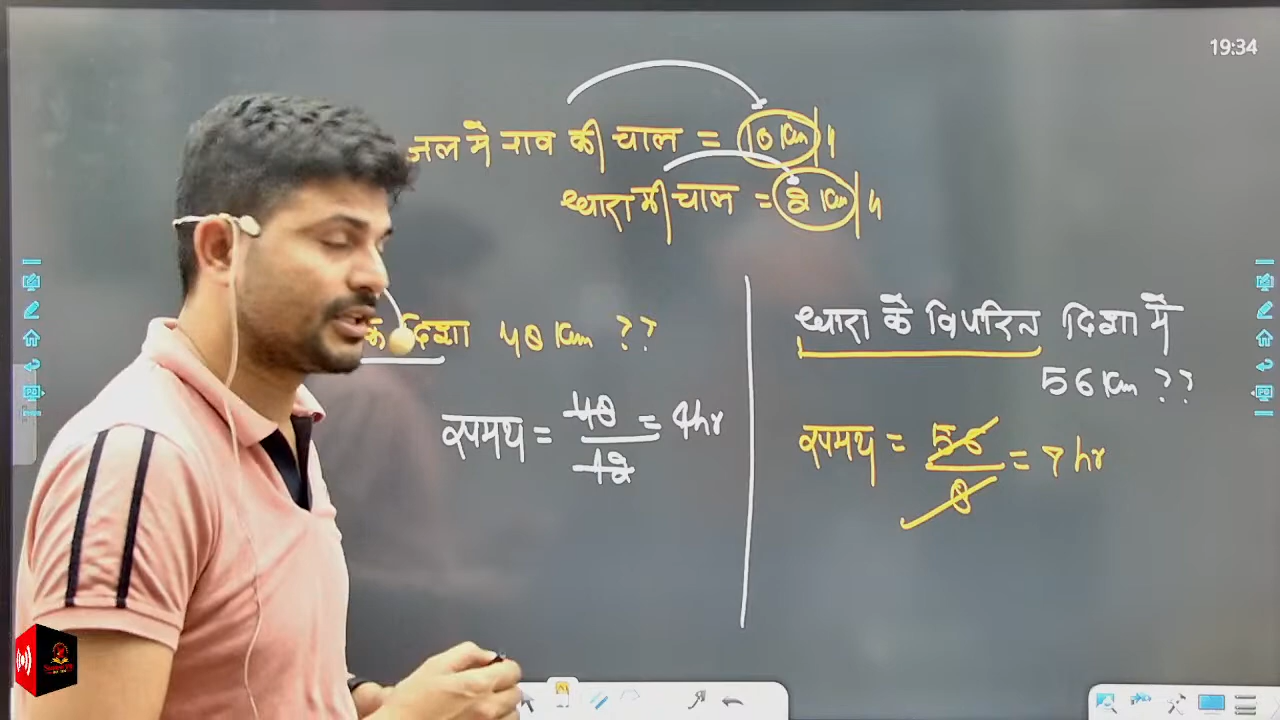 19:34
जल में नाव की चाल = 10 Km/h
धारा की चाल = 2 Km/h
के दिशा 48 Km ??
समय = 48/12 = 4hr
धारा के विपरित दिशा में
56 Km ??
समय = 56/8 = 7 hr